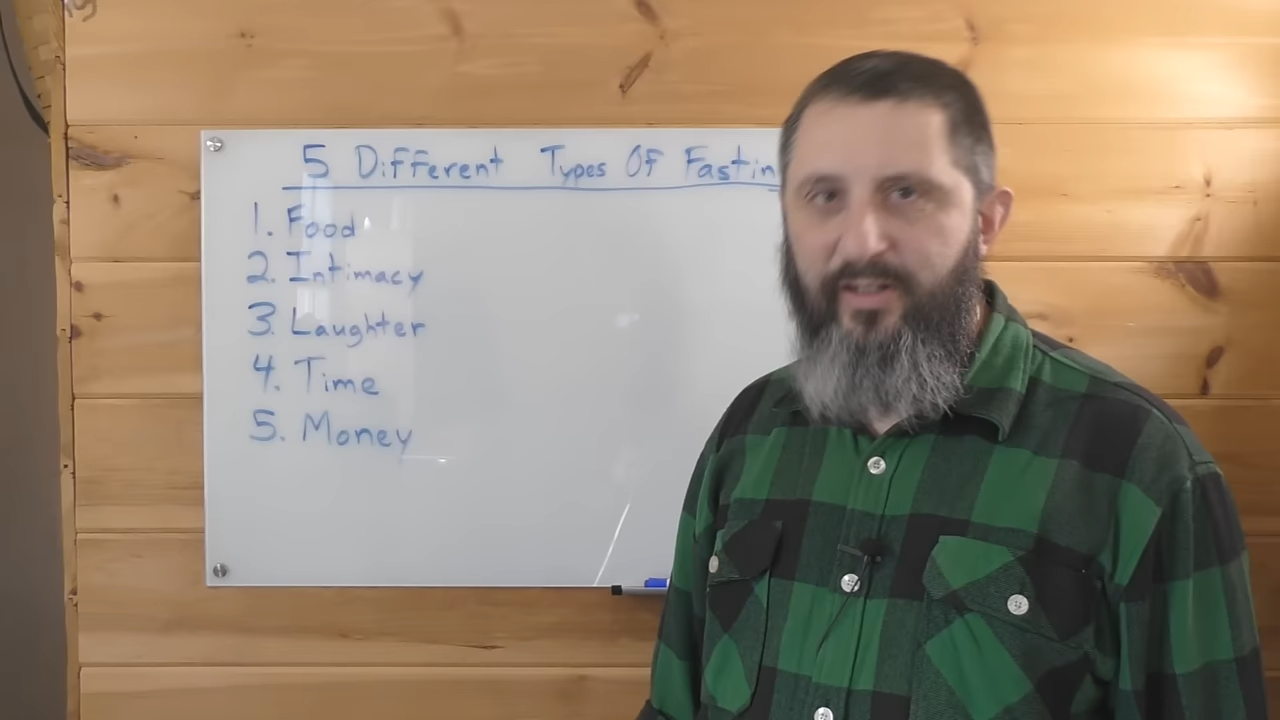 5 Different Types Of Fastin
1. Food
2. Intimacy
3. Laughter
4. Time
5. Money